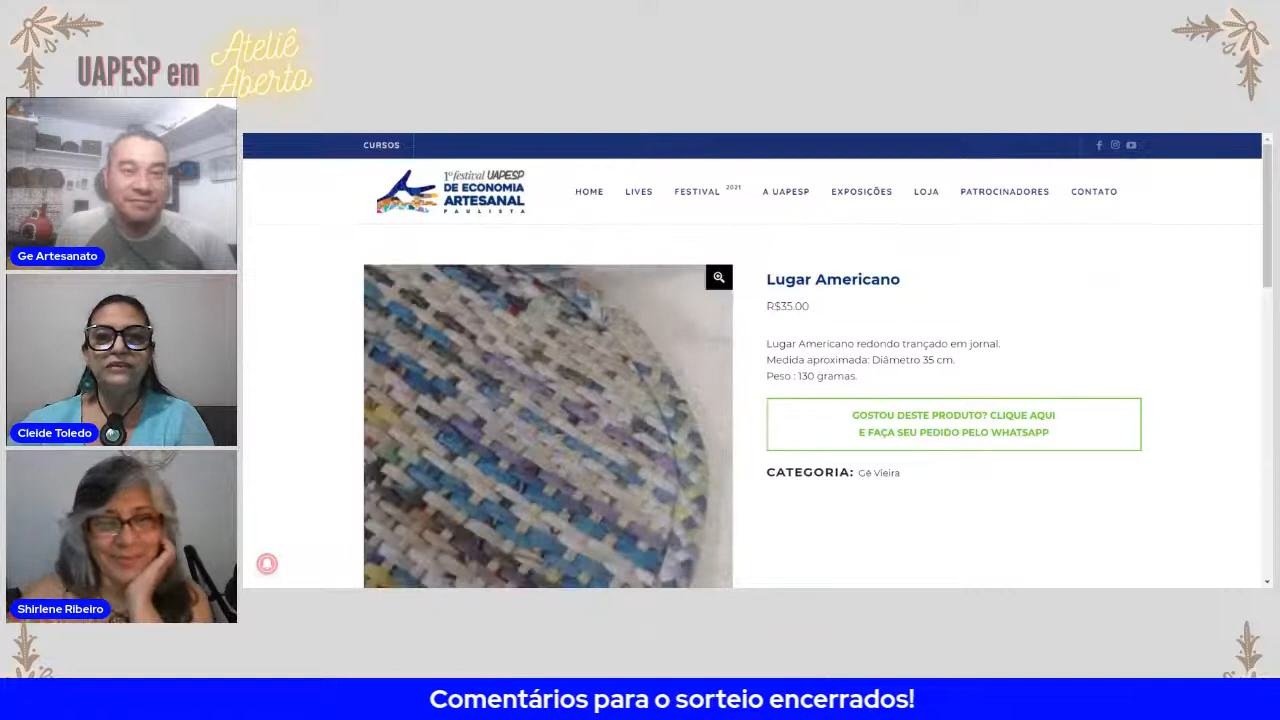 UAPESP em Ateliê Aberto
Ge Artesanato
Cleide Toledo
Shirlene Ribeiro
CURSOS
1º festival UAPESP
DE ECONOMIA
ARTESANAL
PAULISTA
HOME LIVES FESTIVAL 2021 A UAPESP EXPOSIÇÕES LOJA PATROCINADORES CONTATO
Lugar Americano
R$35.00
Lugar Americano redondo trançado em jornal.
Medida aproximada: Diâmetro 35 cm.
Peso : 130 gramas.
GOSTOU DESTE PRODUTO? CLIQUE AQUI
E FAÇA SEU PEDIDO PELO WHATSAPP
CATEGORIA: Gê Vieira
Comentários para o sorteio encerrados!